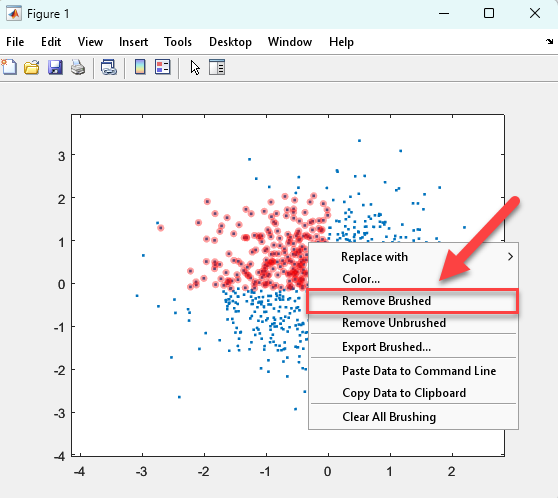 Figure 1
File Edit View Insert Tools Desktop Window Help
3
2
1
0
-1
-2
-3
-4
-4 -3 -2 -1 0 1 2
Replace with
Color...
Remove Brushed
Remove Unbrushed
Export Brushed...
Paste Data to Command Line
Copy Data to Clipboard
Clear All Brushing